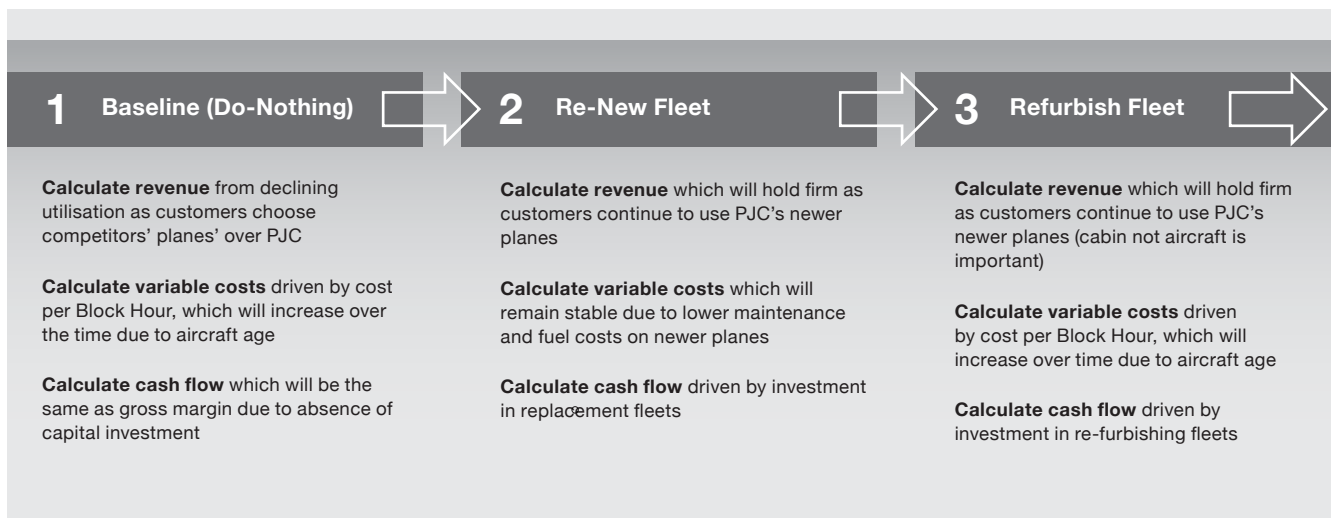 1 Baseline (Do-Nothing)
Calculate revenue from declining
utilisation as customers choose
competitors' planes' over PJC
Calculate variable costs driven by cost
per Block Hour, which will increase over
the time due to aircraft age
Calculate cash flow which will be the
same as gross margin due to absence of
capital investment
2 Re-New Fleet
Calculate revenue which will hold firm as
customers continue to use PJC's newer
planes
Calculate variable costs which will
remain stable due to lower maintenance
and fuel costs on newer planes
Calculate cash flow driven by investment
in replacement fleets
3 Refurbish Fleet
Calculate revenue which will hold firm
as customers continue to use PJC's
newer planes (cabin not aircraft is
important)
Calculate variable costs driven
by cost per Block Hour, which will
increase over time due to aircraft age
Calculate cash flow driven by
investment in re-furbishing fleets